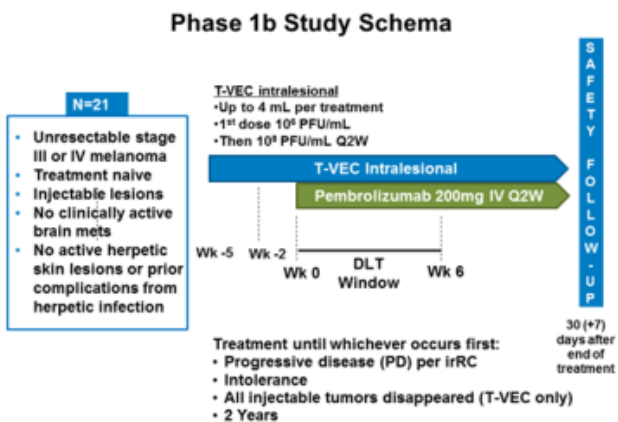 Phase 1b Study Schema
N=21
• Unresectable stage
III or IV melanoma
• Treatment naive
• Injectable lesions
• No clinically active
brain mets
• No active herpetic
skin lesions or prior
complications from
herpetic infection
T-VEC intralesional
•Up to 4 mL per treatment
•1st dose 10⁶ PFU/mL
•Then 10⁸ PFU/mL Q2W
T-VEC Intralesional
Pembrolizumab 200mg IV Q2W
Wk -5
Wk -2
Wk 0
DLT
Window
Wk 6
SAFETY FOLLOW-UP
30 (+7)
days after
end of
treatment
Treatment until whichever occurs first:
• Progressive disease (PD) per irRC
• Intolerance
• All injectable tumors disappeared (T-VEC only)
• 2 Years